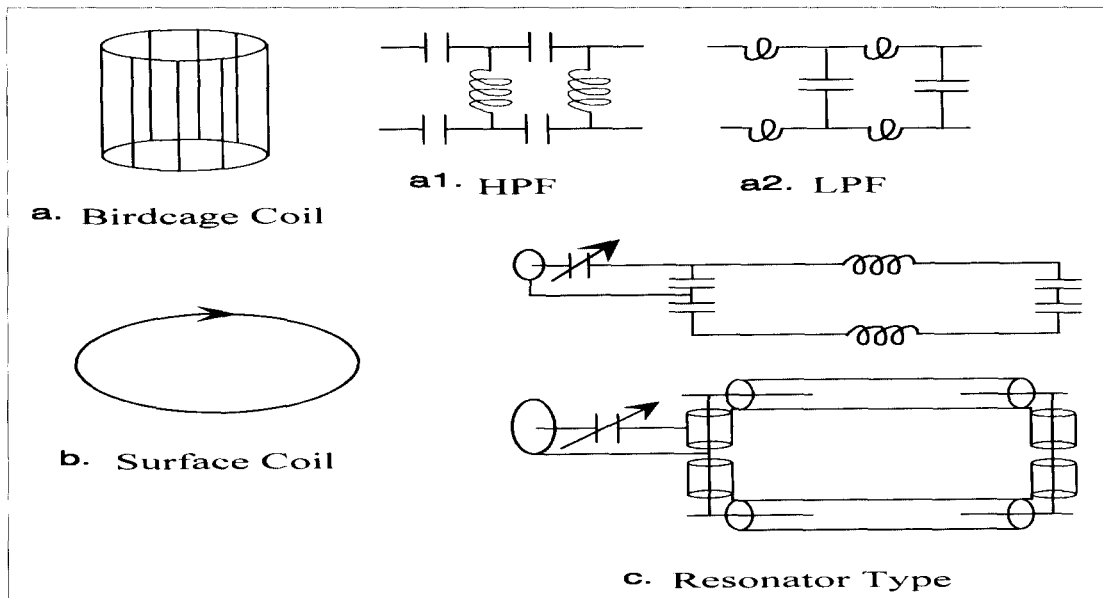 a1. HPF
a2. LPF
a. Birdcage Coil
b. Surface Coil
c. Resonator Type